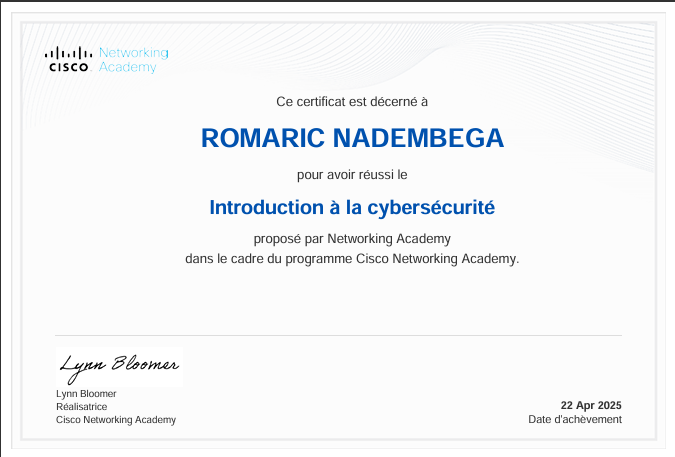 Networking
CISCO Academy
Ce certificat est décerné à
ROMARIC NADEMBEGA
pour avoir réussi le
Introduction à la cybersécurité
proposé par Networking Academy
dans le cadre du programme Cisco Networking Academy.
Lynn Bloomer
Lynn Bloomer
Réalisatrice
Cisco Networking Academy
22 Apr 2025
Date d'achèvement